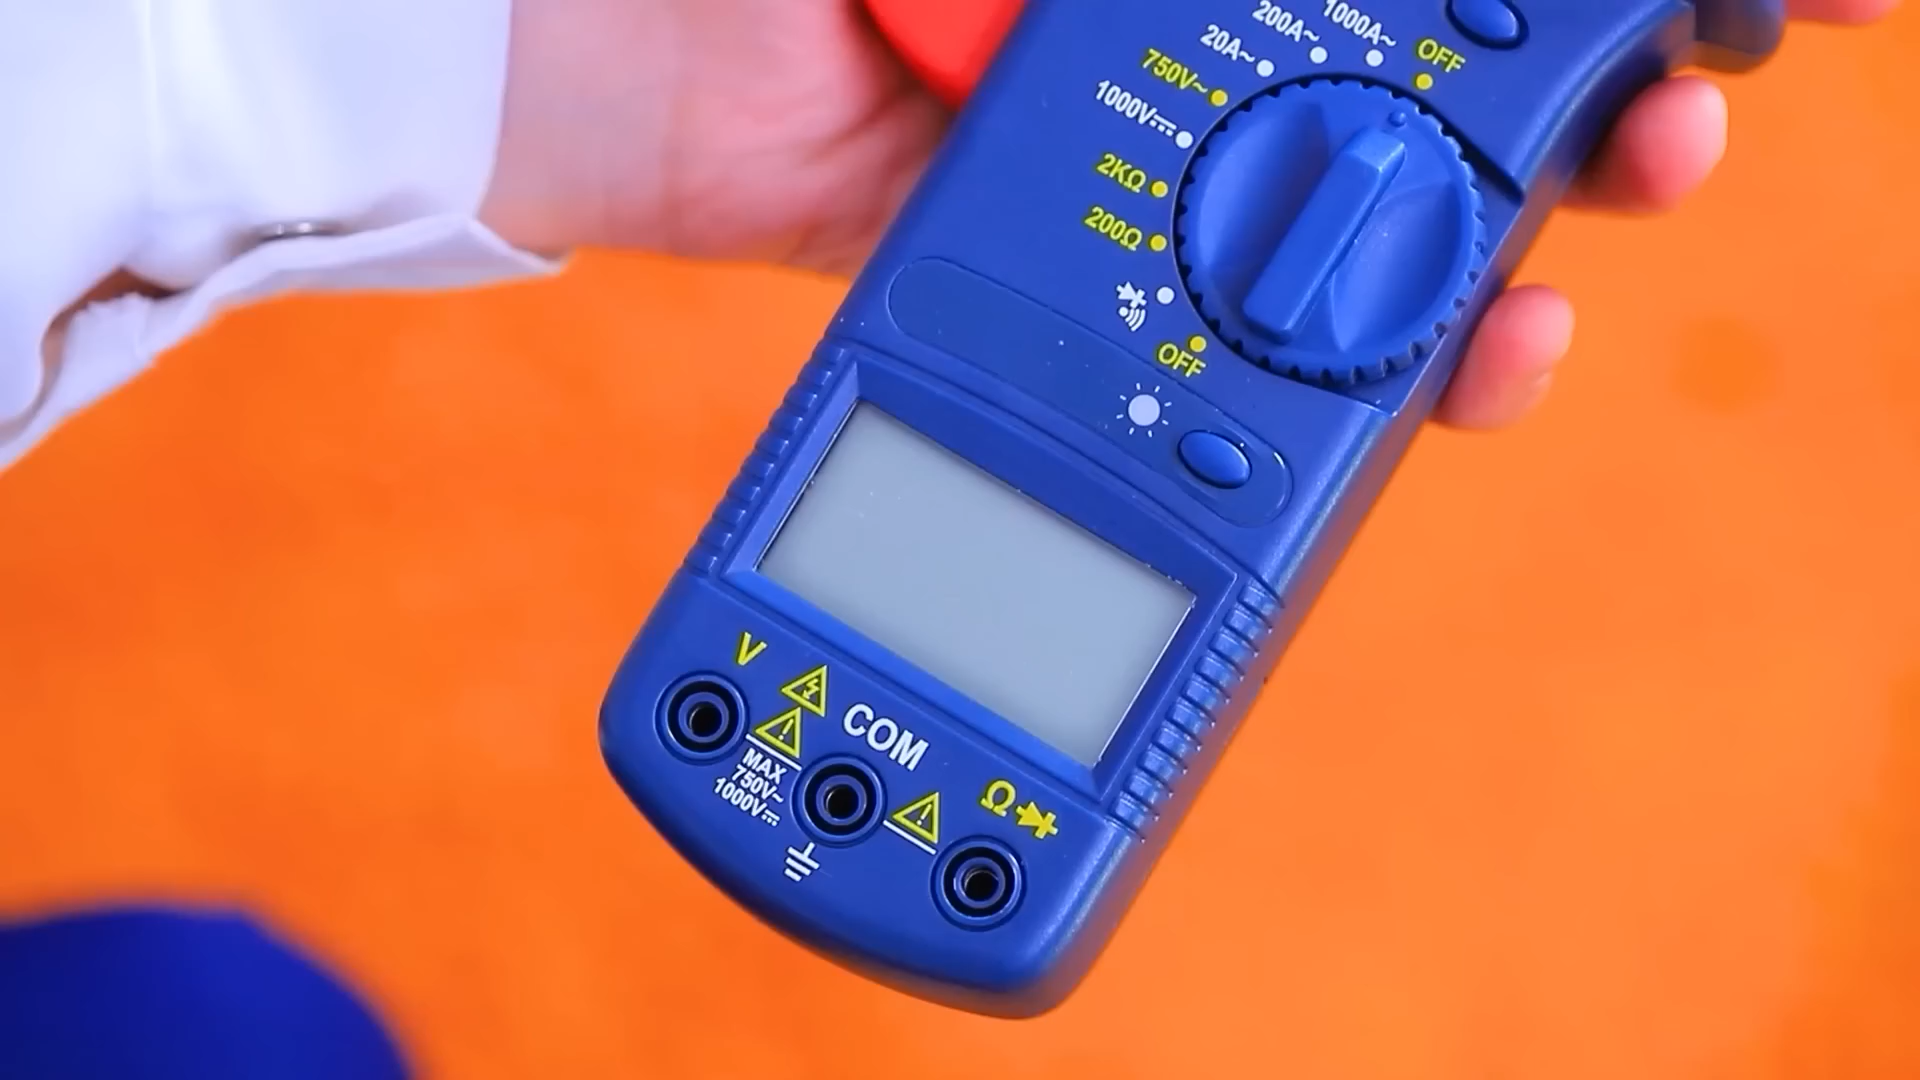 1000A~
200A~
20A~
OFF
750V~
1000V⎓
2KΩ
200Ω
OFF
V
COM
MAX
750V~
1000V⎓
Ω